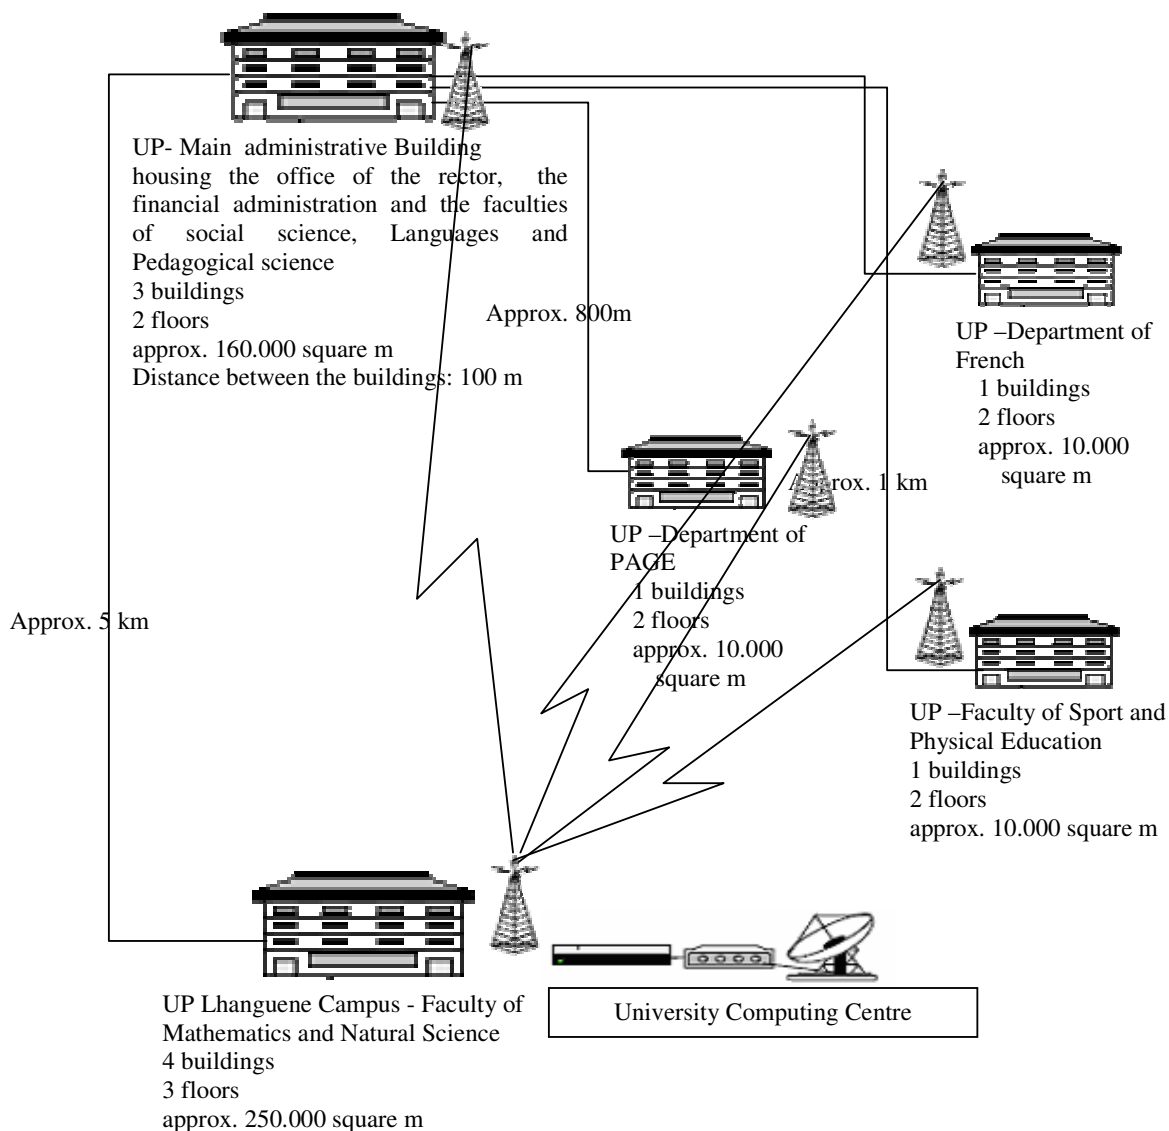 UP- Main administrative Building
housing the office of the rector, the
financial administration and the faculties
of social science, Languages and
Pedagogical science
3 buildings
2 floors
approx. 160.000 square m
Distance between the buildings: 100 m
Approx. 800m
UP –Department of
French
1 buildings
2 floors
approx. 10.000
square m
Approx. 1 km
UP –Department of
PAGE
1 buildings
2 floors
approx. 10.000
square m
Approx. 5 km
UP –Faculty of Sport and
Physical Education
1 buildings
2 floors
approx. 10.000 square m
UP Lhanguene Campus - Faculty of
Mathematics and Natural Science
4 buildings
3 floors
approx. 250.000 square m
University Computing Centre